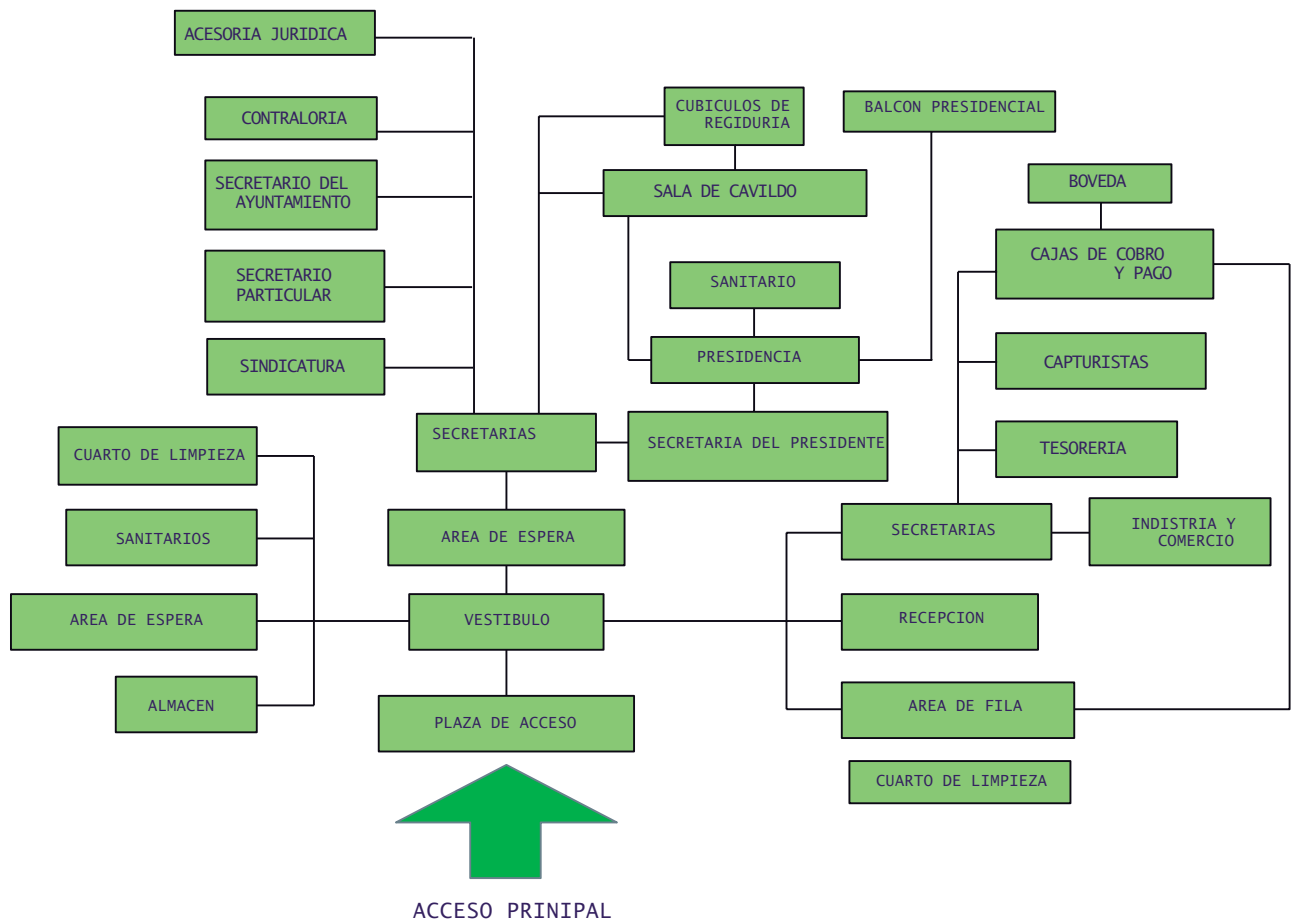 ACESORIA JURIDICA
CONTRALORIA
SECRETARIO DEL
AYUNTAMIENTO
SECRETARIO
PARTICULAR
SINDICATURA
CUBICULOS DE
REGIDURIA
BALCON PRESIDENCIAL
SALA DE CAVILDO
SANITARIO
PRESIDENCIA
SECRETARIAS
SECRETARIA DEL PRESIDENTE
BOVEDA
CAJAS DE COBRO
Y PAGO
CAPTURISTAS
TESORERIA
SECRETARIAS
INDISTRIA Y
COMERCIO
CUARTO DE LIMPIEZA
SANITARIOS
AREA DE ESPERA
ALMACEN
AREA DE ESPERA
VESTIBULO
PLAZA DE ACCESO
RECEPCION
AREA DE FILA
CUARTO DE LIMPIEZA
ACCESO PRINIPAL